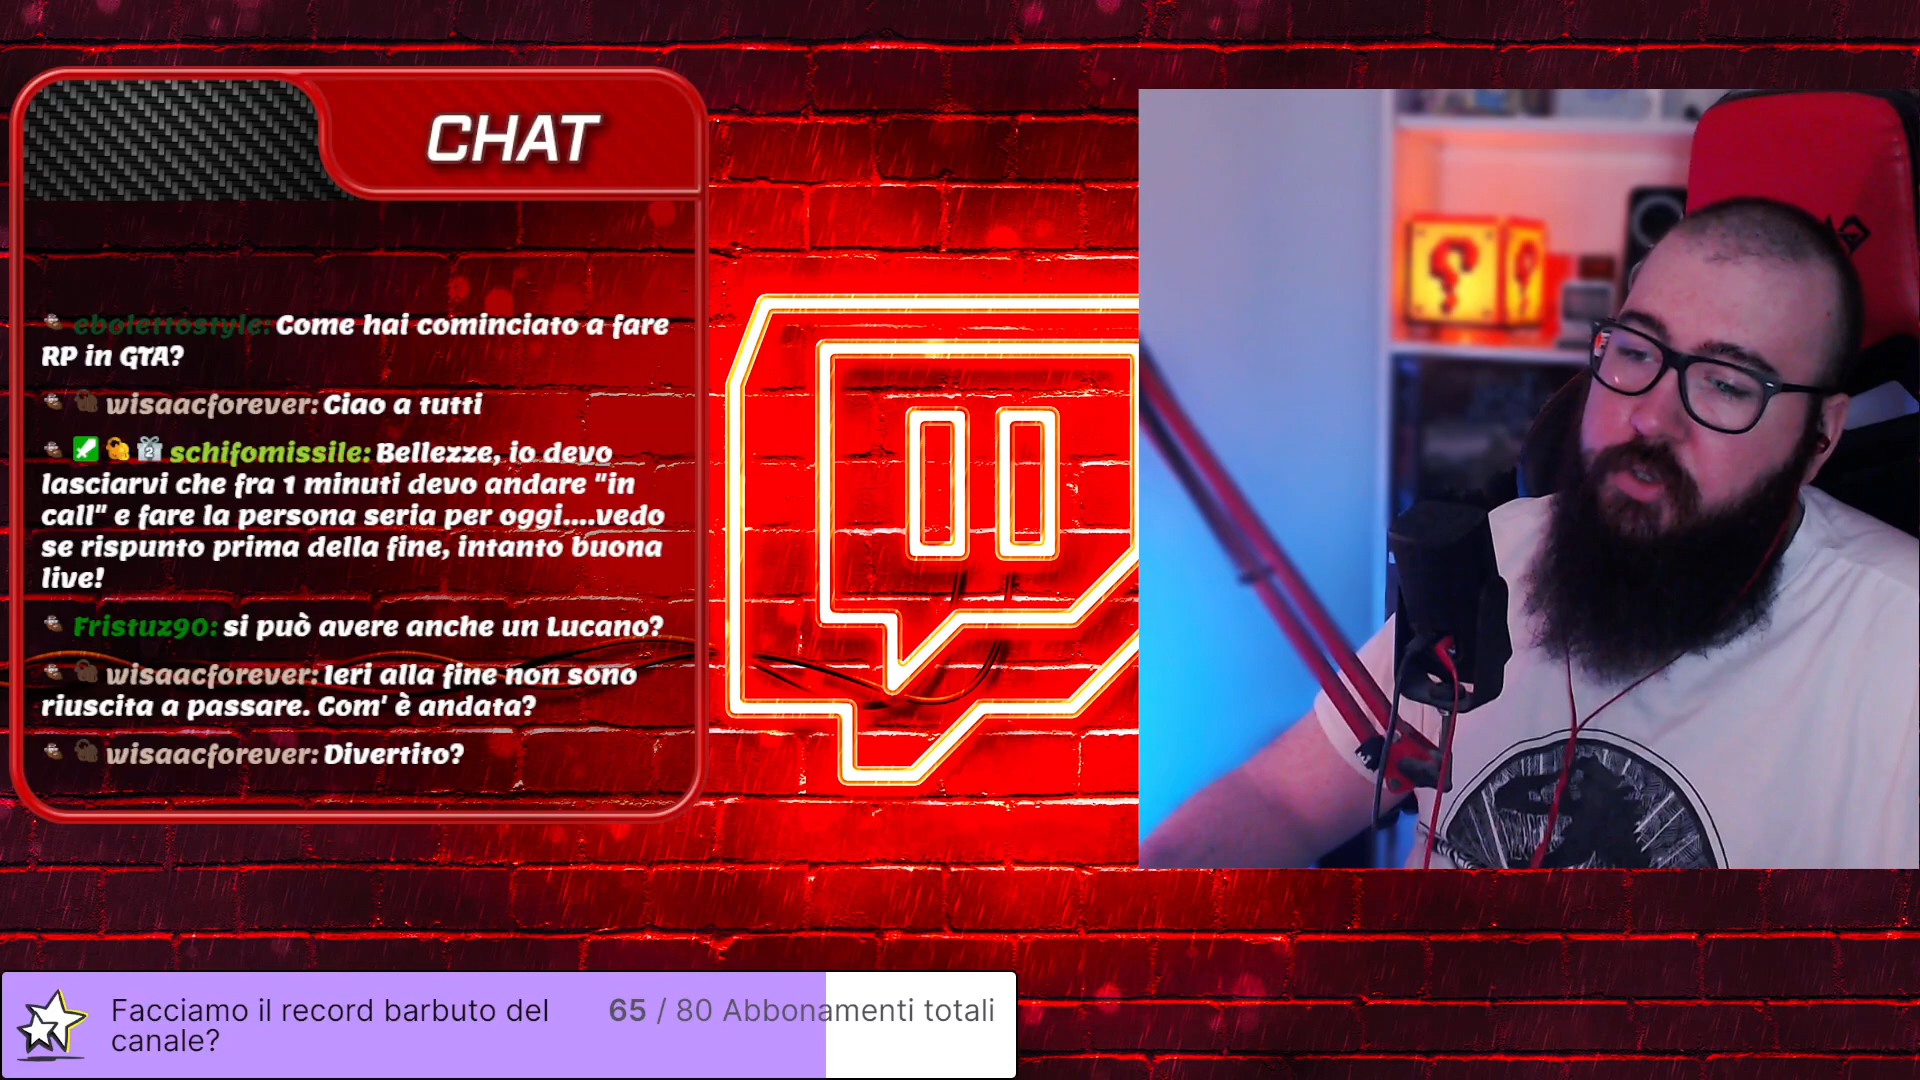 CHAT
ebolettostyle: Come hai cominciato a fare
RP in GTA?
wisaacforever: Ciao a tutti
2 schifomissile: Bellezze, io devo
lasciarvi che fra 1 minuti devo andare "in
call" e fare la persona seria per oggi....vedo
se rispunto prima della fine, intanto buona
live!
Fristuz90: si può avere anche un Lucano?
wisaacforever: Ieri alla fine non sono
riuscita a passare. Com' è andata?
wisaacforever: Divertito?
Facciamo il record barbuto del
canale?
65 / 80 Abbonamenti totali